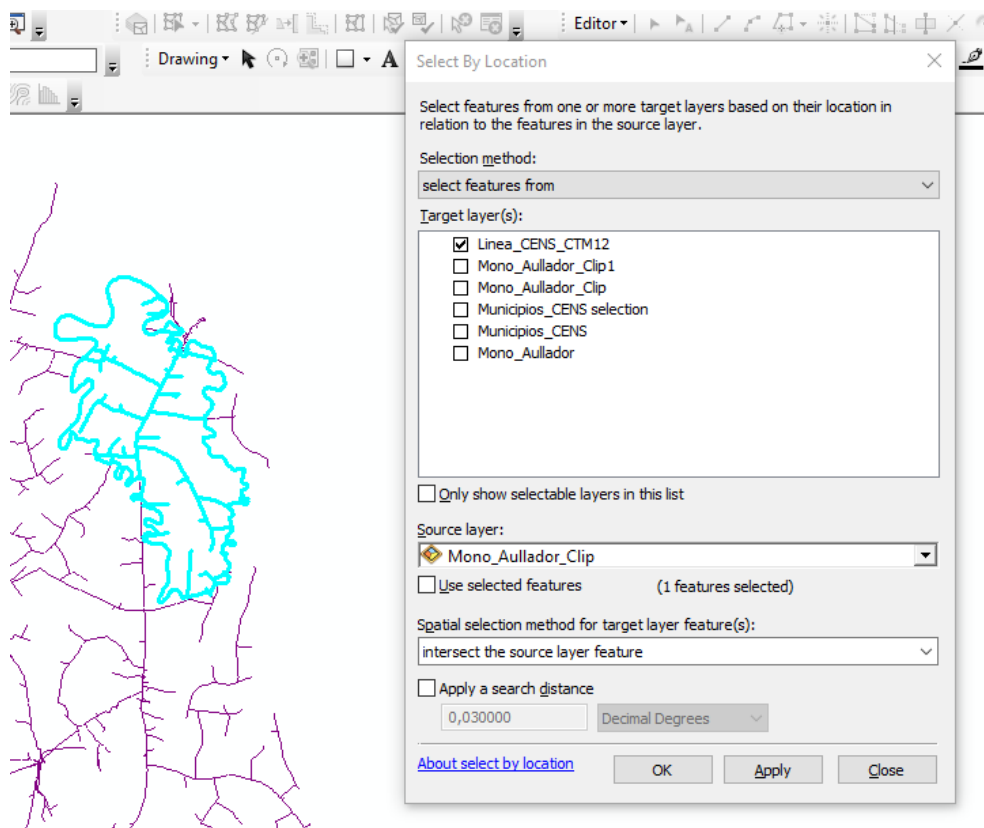 Editor
Drawing
A
Select By Location
Select features from one or more target layers based on their location in
relation to the features in the source layer.
Selection method:
select features from
Target layer(s):
Linea_CENS_CTM12
Mono_Aullador_Clip1
Mono_Aullador_Clip
Municipios_CENS selection
Municipios_CENS
Mono_Aullador
Only show selectable layers in this list
Source layer:
Mono_Aullador_Clip
Use selected features (1 features selected)
Spatial selection method for target layer feature(s):
intersect the source layer feature
Apply a search distance
0,030000 Decimal Degrees
About select by location OK Apply Close